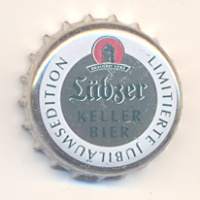 Lübzer
KELLER
BIER
LIMITIERTE JUBILÄUMSEDITION